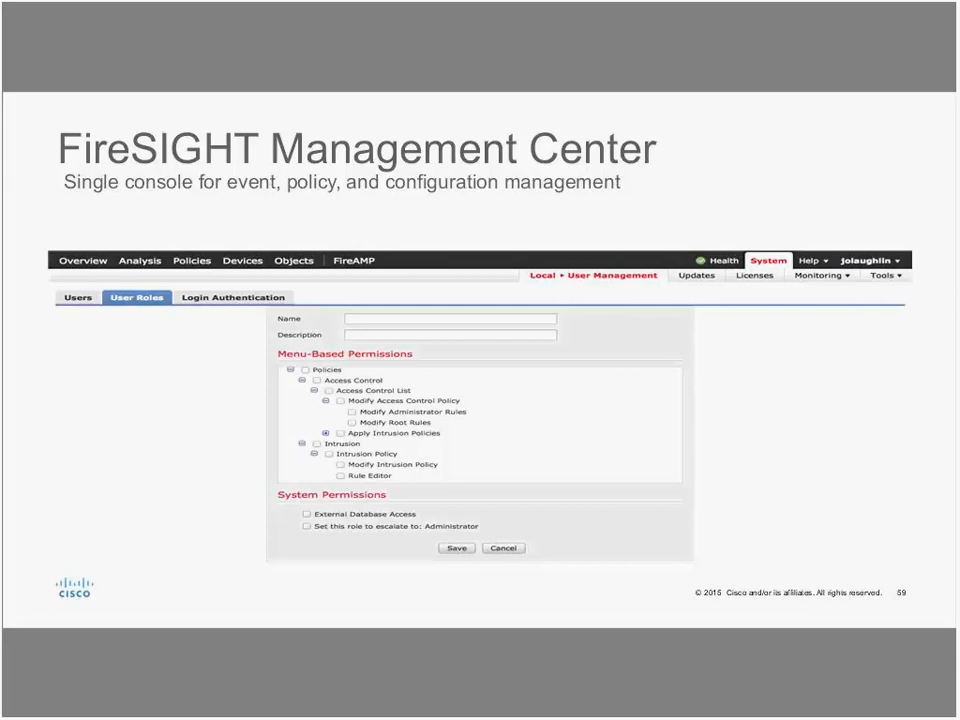 FireSIGHT Management Center
Single console for event, policy, and configuration management
Overview Analysis Policies Devices Objects FireAMP Health System Help jolaughlin
Local • User Management Updates Licenses Monitoring Tools
Users User Roles Login Authentication
Name
Description
Menu-Based Permissions
Policies
Access Control
Access Control List
Modify Access Control Policy
Modify Administrator Rules
Modify Root Rules
Apply Intrusion Policies
Intrusion
Intrusion Policy
Modify Intrusion Policy
Rule Editor
System Permissions
External Database Access
Set this role to escalate to: Administrator
Save Cancel
CISCO
© 2015 Cisco and/or its affiliates. All rights reserved. 59